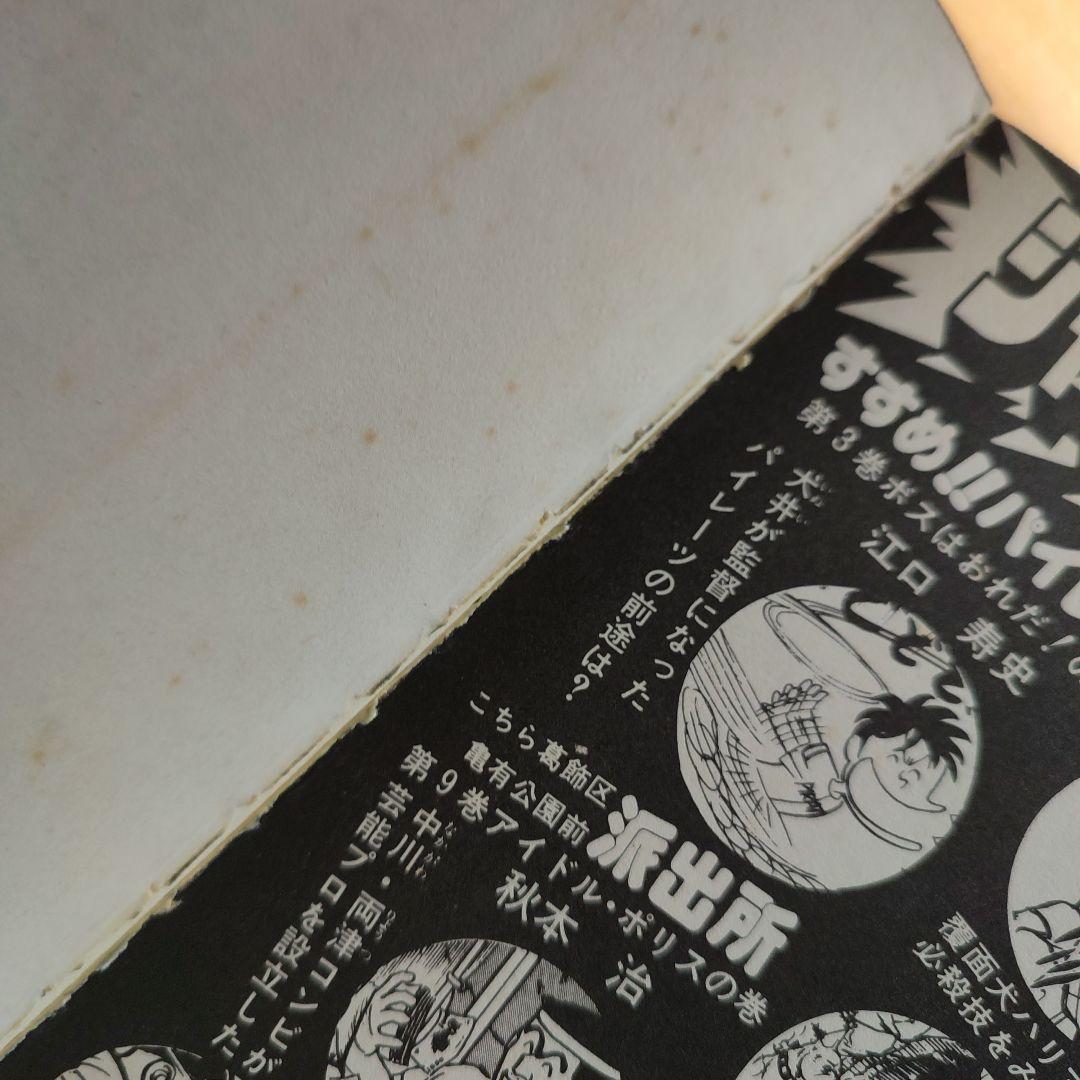 ジャ
すすめ!!パイ
第3巻ボスはおれだ!の
江口 寿史
犬井が監督になった
パイレーツの前途は?
こちら葛飾区
亀有公園前
派出所
第9巻アイドル・ポリスの巻
秋本 治
中川・両津コンビが
芸能プロを設立した
覆面犬ハリ
必殺技をみ